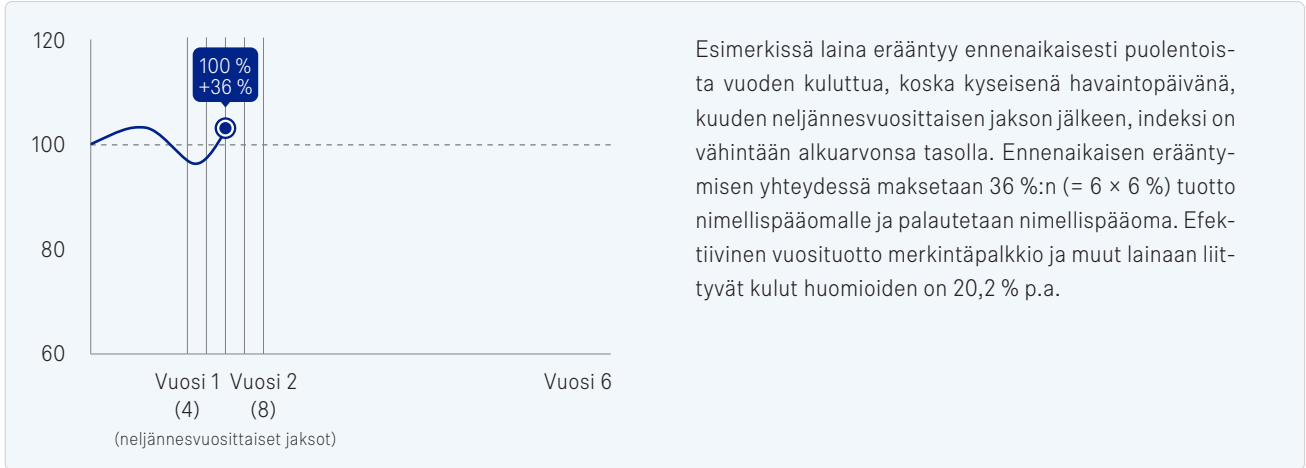 120
100 %
+36 %
100
80
60
Vuosi 1 Vuosi 2 Vuosi 6
(4) (8)
(neljännesvuosittaiset jaksot)
Esimerkissä laina erääntyy ennenaikaisesti puolentois-
ta vuoden kuluttua, koska kyseisenä havaintopäivänä,
kuuden neljännesvuosittaisen jakson jälkeen, indeksi on
vähintään alkuarvonsa tasolla. Ennenaikaisen eräänty-
misen yhteydessä maksetaan 36 %:n (= 6 × 6 %) tuotto
nimellispääomalle ja palautetaan nimellispääoma. Efek-
tiivinen vuosituotto merkintäpalkkio ja muut lainaan liit-
tyvät kulut huomioiden on 20,2 % p.a.